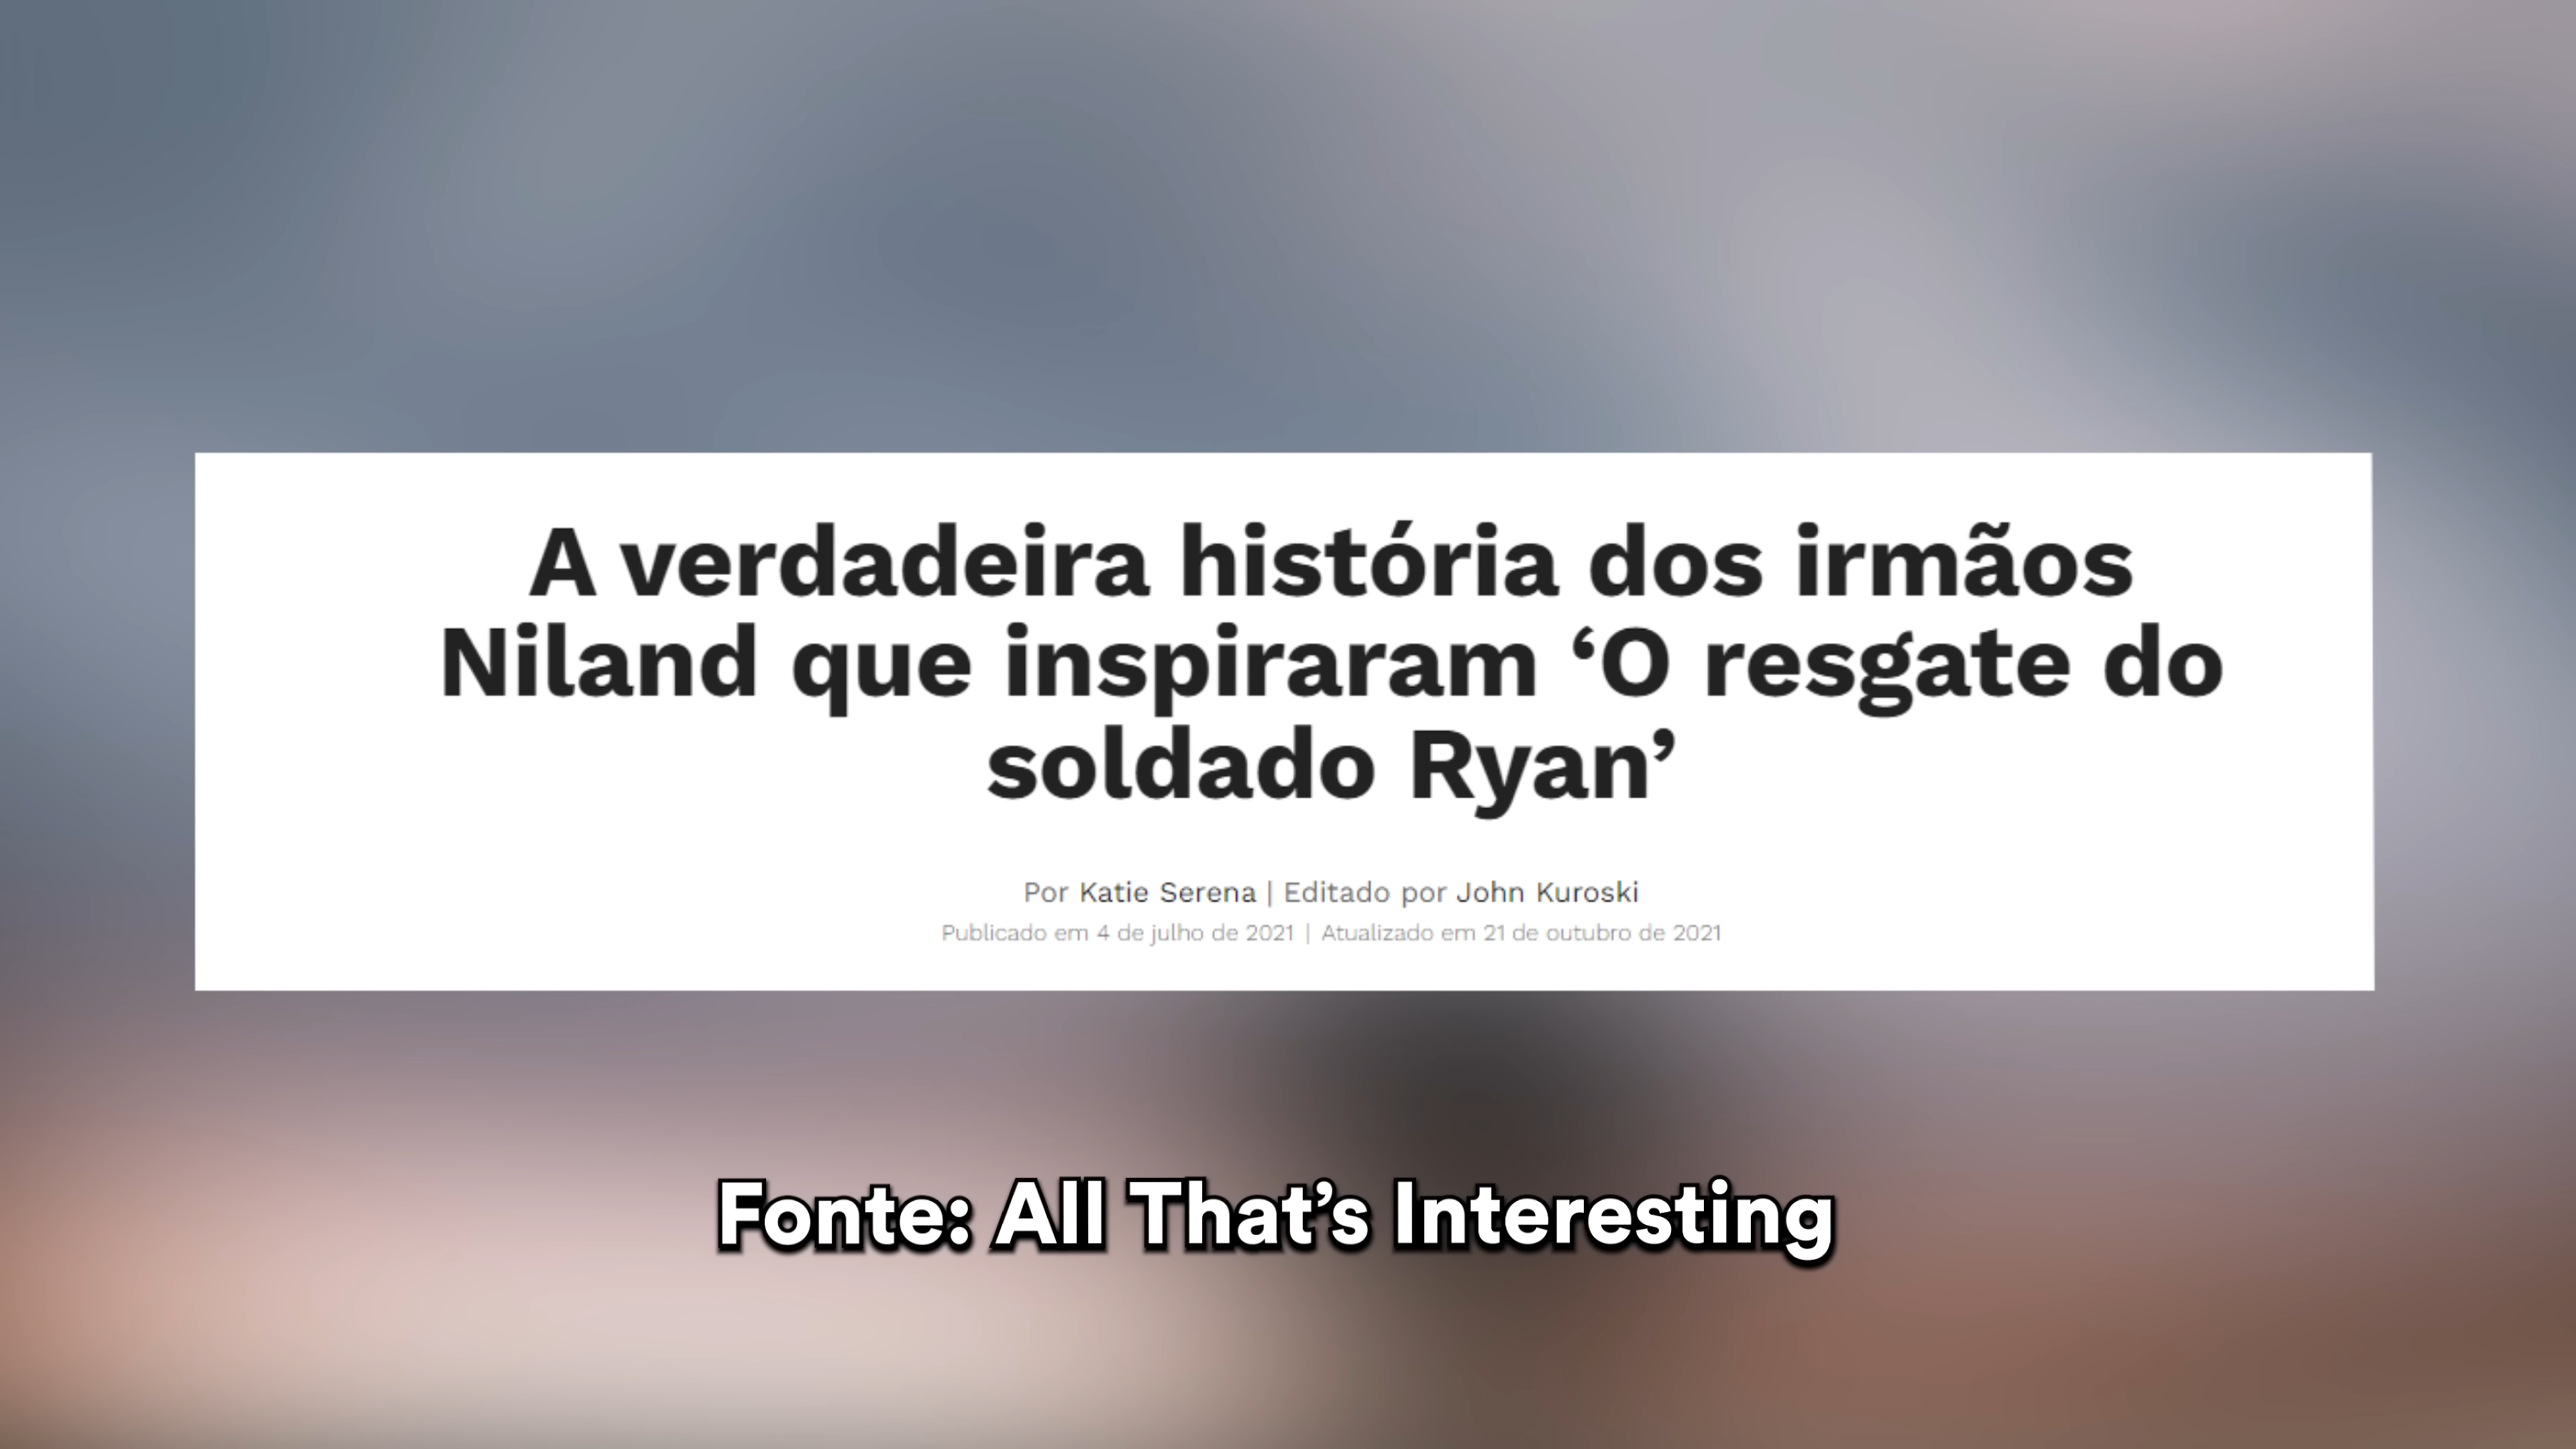 A verdadeira história dos irmãos
Niland que inspiraram ‘O resgate do
soldado Ryan’
Por Katie Serena | Editado por John Kuroski
Publicado em 4 de julho de 2021 | Atualizado em 21 de outubro de 2021
Fonte: All That’s Interesting